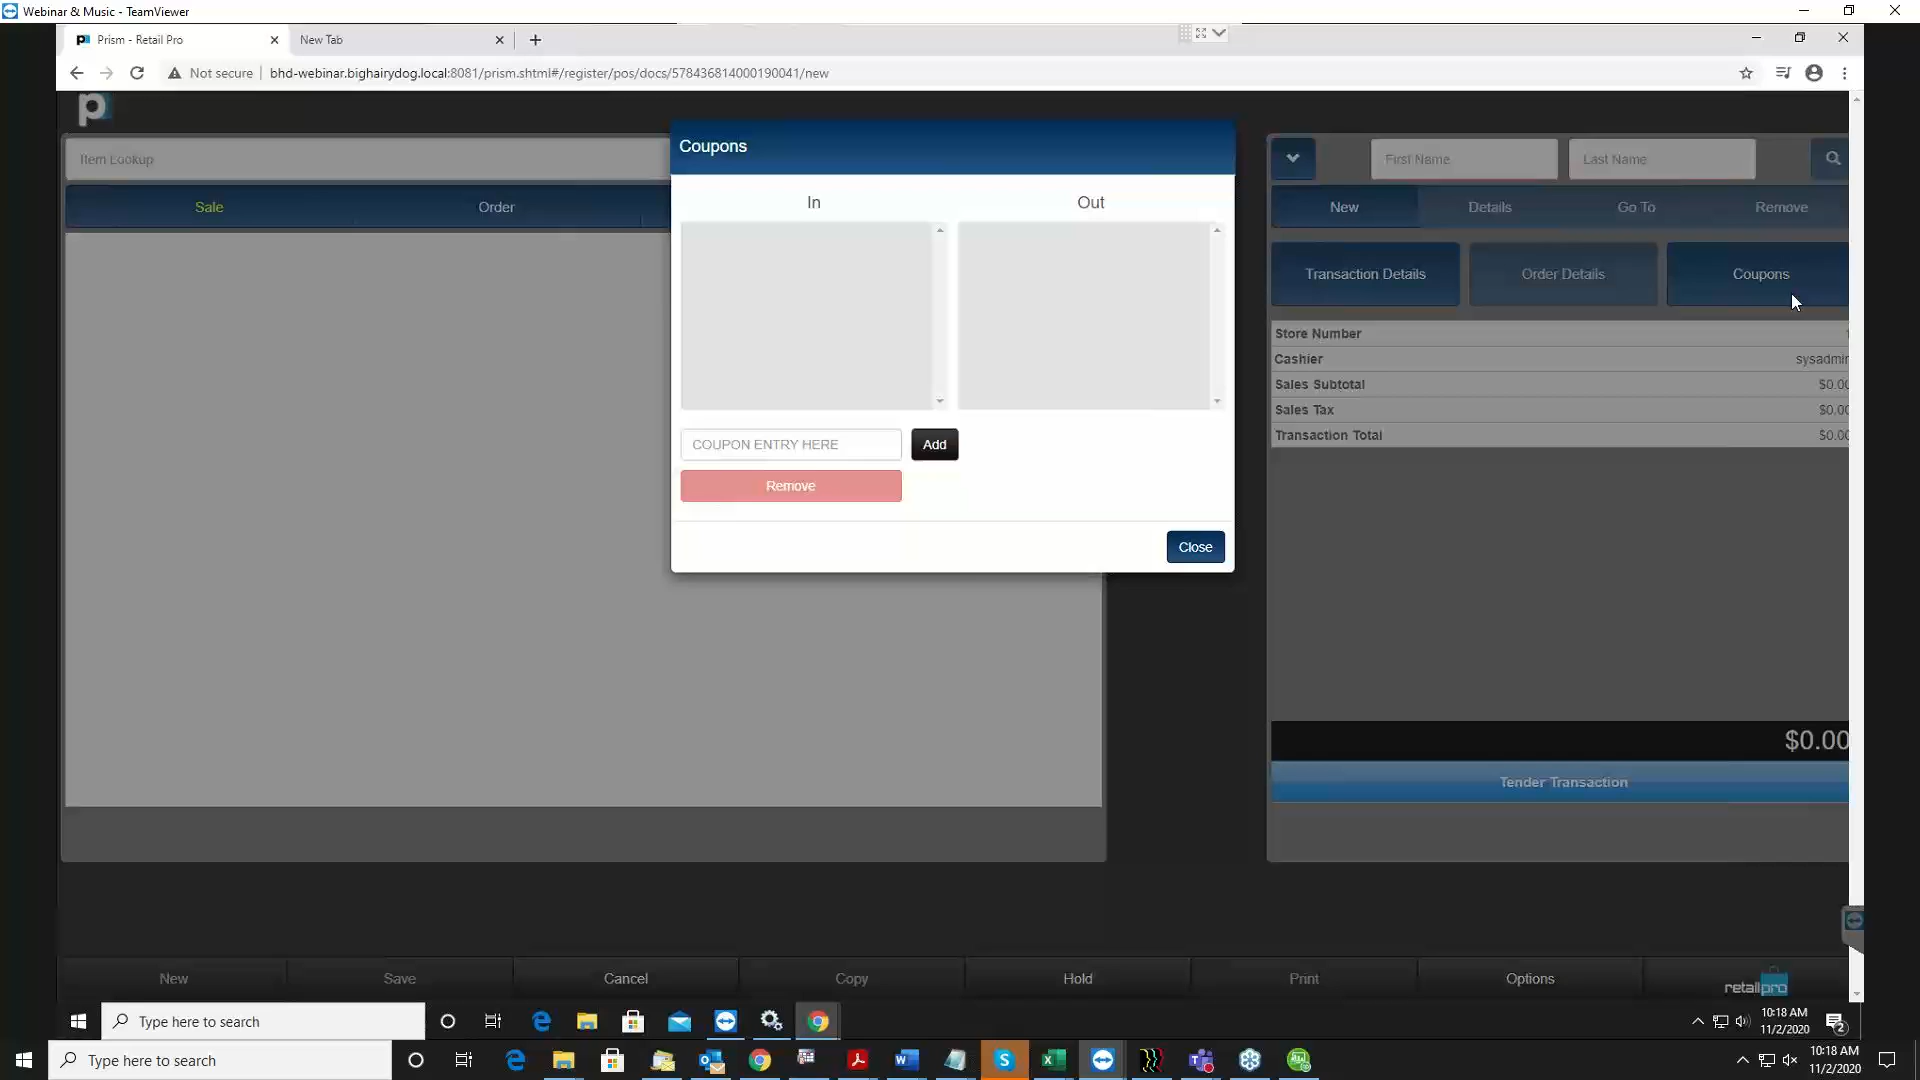 Webinar & Music - TeamViewer
Prism - Retail Pro
New Tab
Not secure
bhd-webinar.bighairydog.local:8081/prism.shtml#/register/pos/docs/578436814000190041/new
p
Item Lookup
Coupons
First Name
Last Name
Sale
Order
In
Out
New
Details
Go To
Remove
Transaction Details
Order Details
Coupons
Store Number
Cashier
sysadmin
Sales Subtotal
$0.00
Sales Tax
$0.00
Transaction Total
$0.00
COUPON ENTRY HERE
Add
Remove
Close
$0.00
Tender Transaction
New
Save
Cancel
Copy
Hold
Print
Options
retailpro
Type here to search
10:18 AM
11/2/2020
2
Type here to search
10:18 AM
11/2/2020